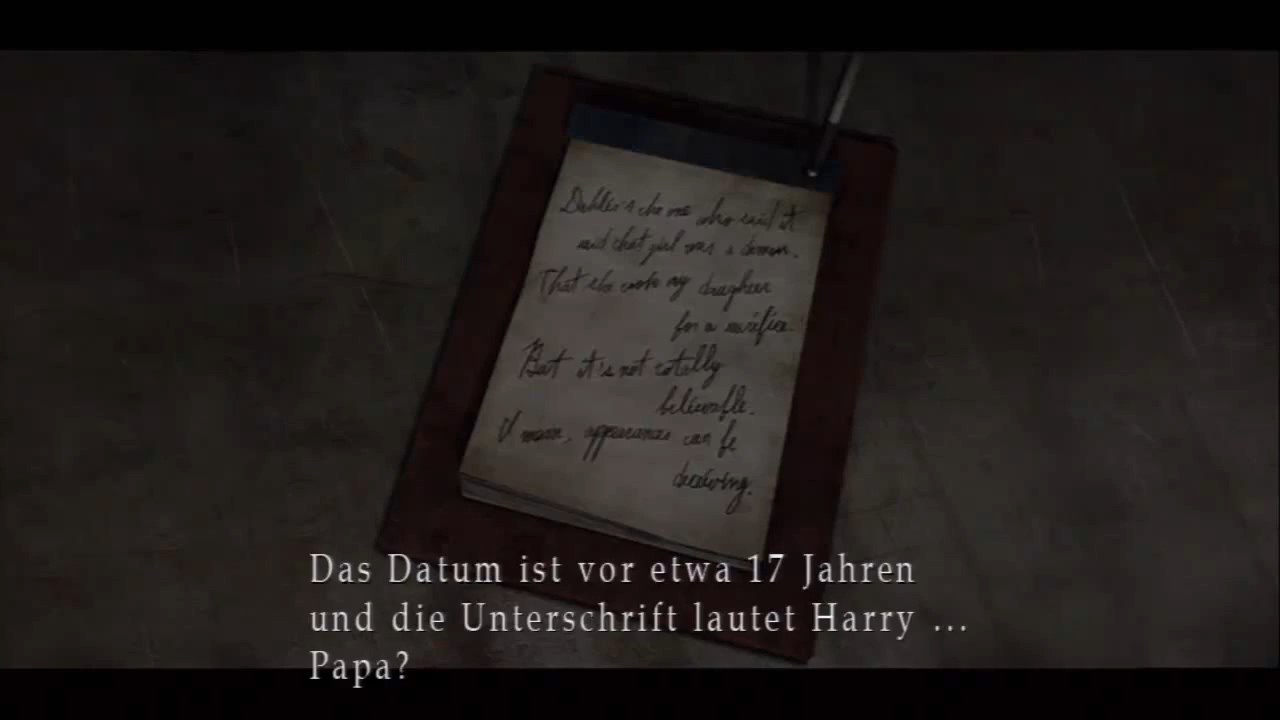 Dahlia's the one who said it
said that girl was a demon.
That she took my daughter
for a sacrifice.
But it's not totally
believable.
I mean, appearances can be
deceiving.
Das Datum ist vor etwa 17 Jahren
und die Unterschrift lautet Harry ...
Papa?